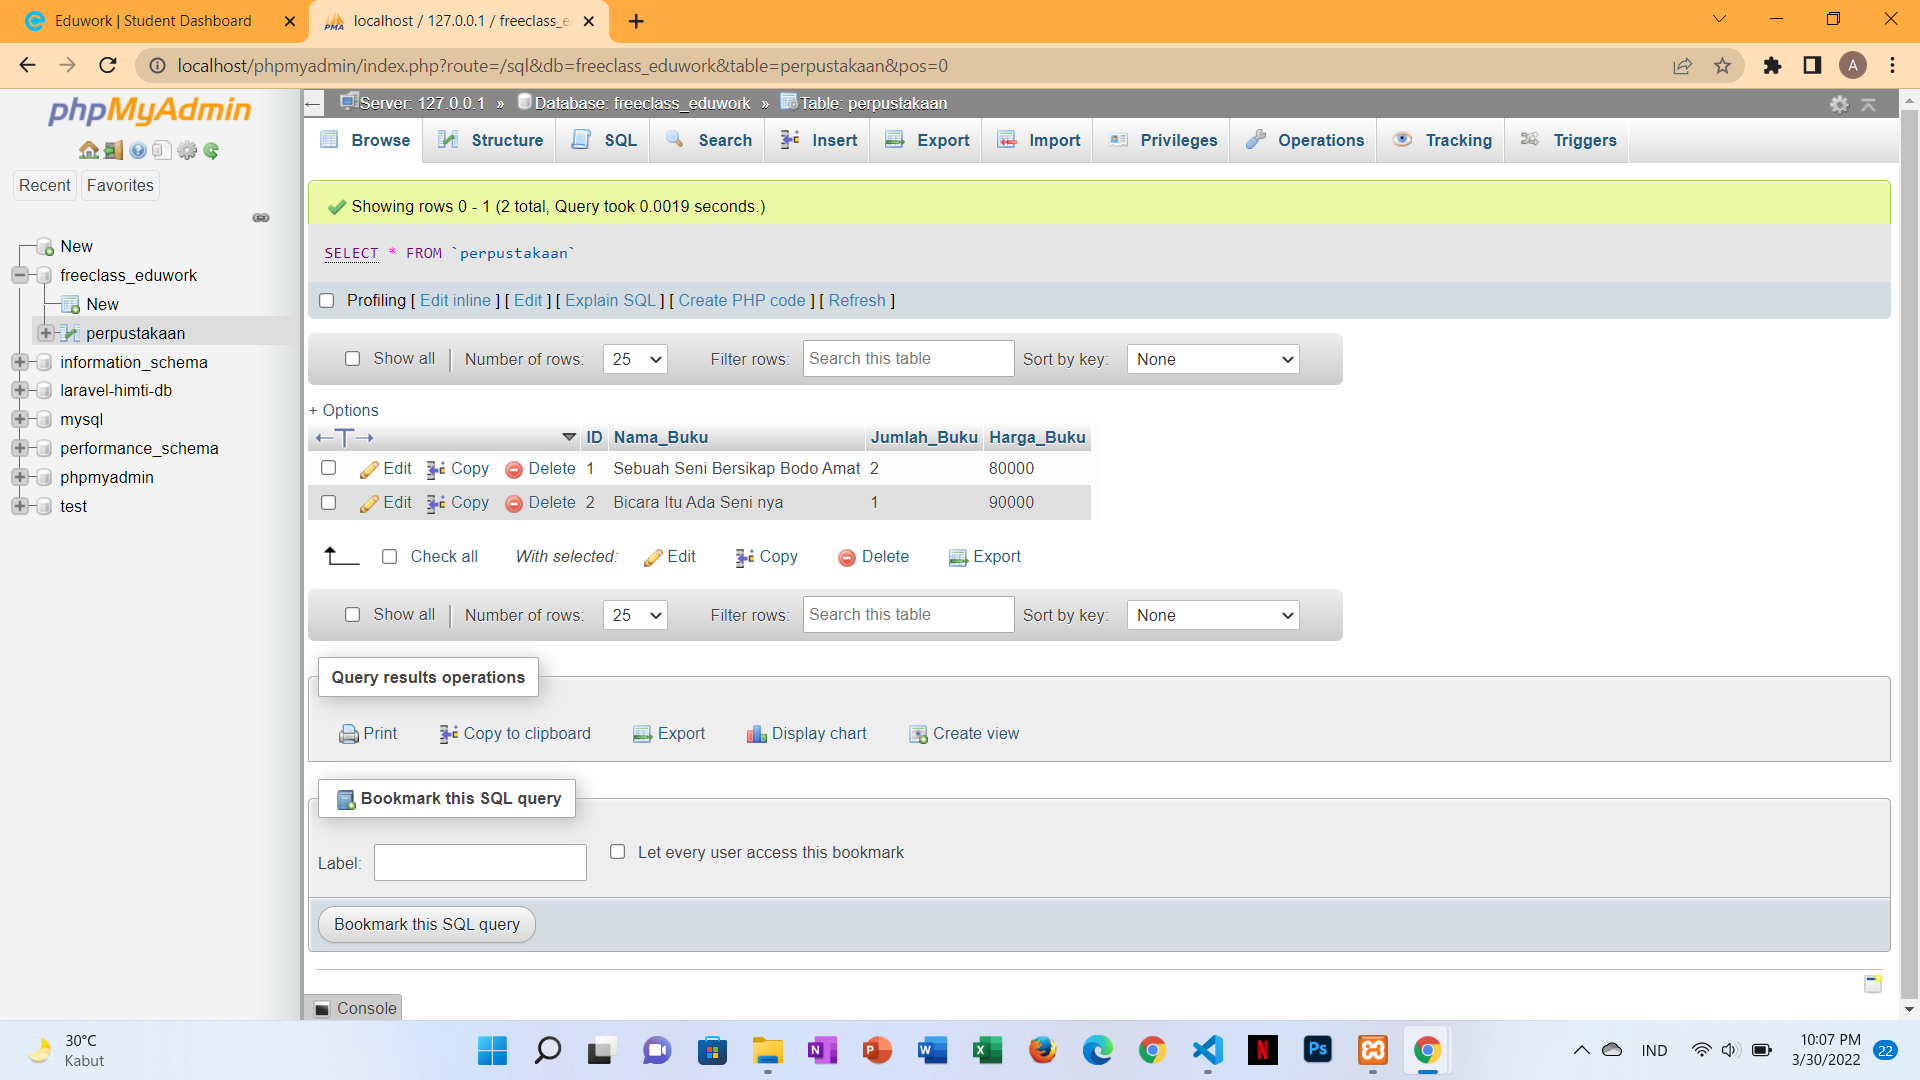 Eduwork | Student Dashboard
localhost / 127.0.0.1 / freeclass_e
localhost/phpmyadmin/index.php?route=/sql&db=freeclass_eduwork&table=perpustakaan&pos=0
A
phpMyAdmin
Recent Favorites
New
freeclass_eduwork
New
perpustakaan
information_schema
laravel-himti-db
mysql
performance_schema
phpmyadmin
test
Server: 127.0.0.1 » Database: freeclass_eduwork » Table: perpustakaan
Browse Structure SQL Search Insert Export Import Privileges Operations Tracking Triggers
Showing rows 0 - 1 (2 total, Query took 0.0019 seconds.)
SELECT * FROM `perpustakaan`
Profiling [ Edit inline ] [ Edit ] [ Explain SQL ] [ Create PHP code ] [ Refresh ]
Show all | Number of rows: 25 Filter rows: Search this table Sort by key: None
+ Options
←T→ ID Nama_Buku Jumlah_Buku Harga_Buku
Edit Copy Delete 1 Sebuah Seni Bersikap Bodo Amat 2 80000
Edit Copy Delete 2 Bicara Itu Ada Seni nya 1 90000
Check all With selected: Edit Copy Delete Export
Show all | Number of rows: 25 Filter rows: Search this table Sort by key: None
Query results operations
Print Copy to clipboard Export Display chart Create view
Bookmark this SQL query
Label: Let every user access this bookmark
Bookmark this SQL query
Console
30°C
Kabut
IND
10:07 PM
3/30/2022
22